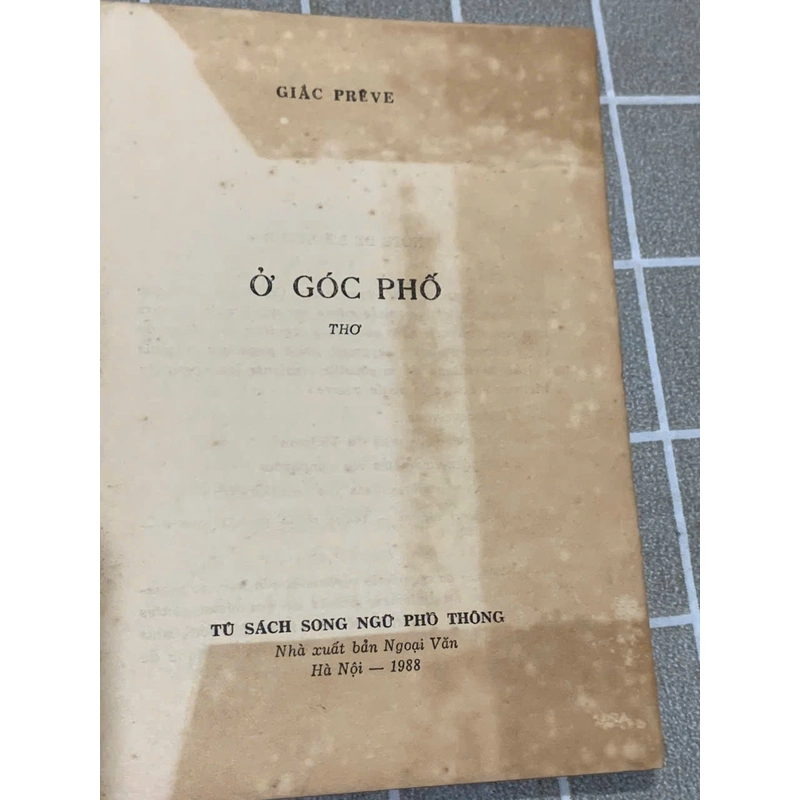 GIẮC PRÊVE
Ở GÓC PHỐ
THƠ
TỦ SÁCH SONG NGỮ PHỔ THÔNG
Nhà xuất bản Ngoại Văn
Hà Nội — 1988